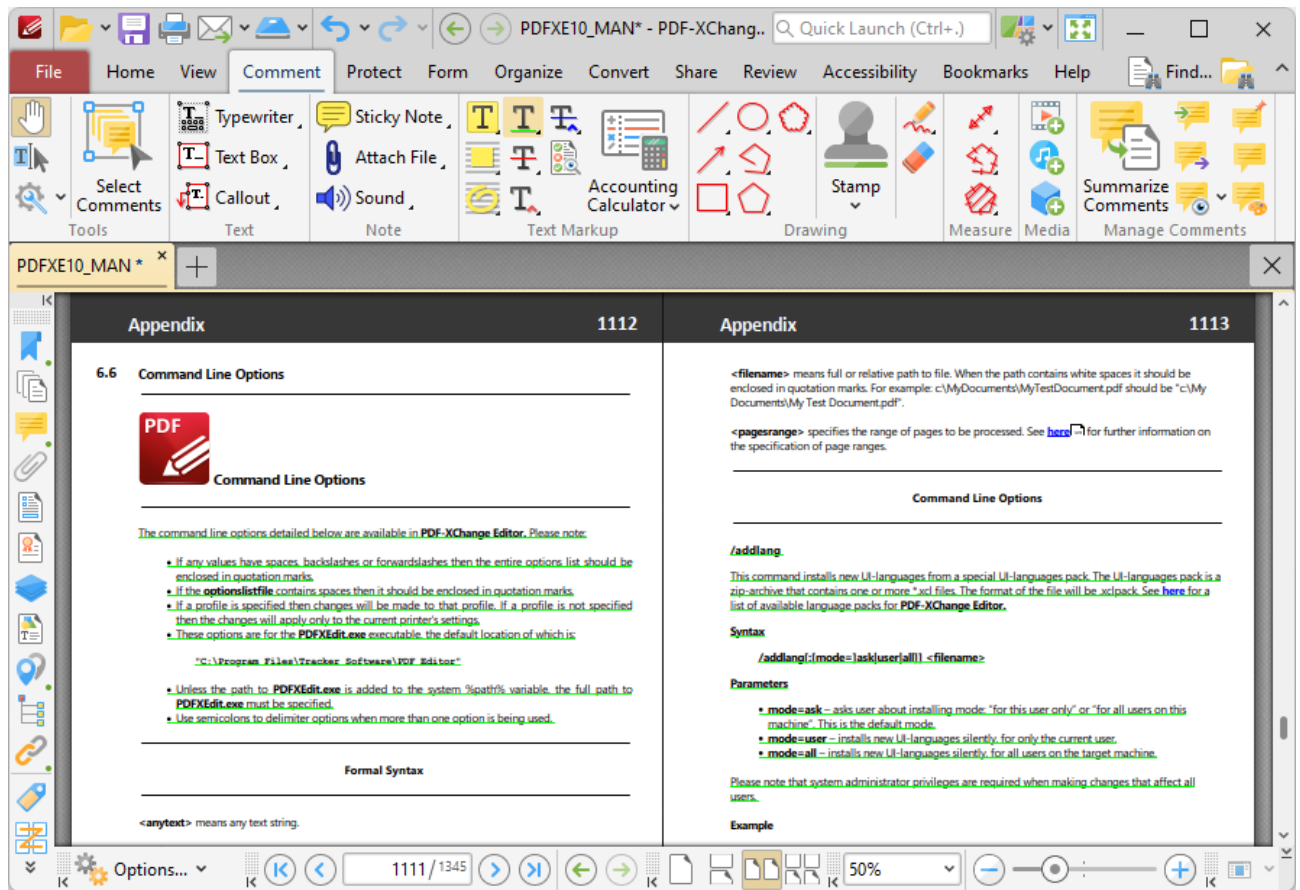 PDFXE10_MAN* - PDF-XChang.. Quick Launch (Ctrl+.)
File Home View Comment Protect Form Organize Convert Share Review Accessibility Bookmarks Help Find...
Typewriter Sticky Note
Text Box Attach File
Select Comments Callout Sound Accounting Calculator Stamp Summarize Comments
Tools Text Note Text Markup Drawing Measure Media Manage Comments
PDFXE10_MAN *
Appendix 1112
6.6 Command Line Options
PDF
Command Line Options
The command line options detailed below are available in PDF-XChange Editor. Please note:
• If any values have spaces, backslashes or forwardslashes then the entire options list should be
enclosed in quotation marks.
• If the optionslistfile contains spaces then it should be enclosed in quotation marks.
• If a profile is specified then changes will be made to that profile. If a profile is not specified
then the changes will apply only to the current printer's settings.
• These options are for the PDFXEdit.exe executable, the default location of which is:
"C:\Program Files\Tracker Software\PDF Editor"
• Unless the path to PDFXEdit.exe is added to the system %path% variable, the full path to
PDFXEdit.exe must be specified.
• Use semicolons to delimiter options when more than one option is being used.
Formal Syntax
<anytext> means any text string.
Appendix 1113
<filename> means full or relative path to file. When the path contains white spaces it should be
enclosed in quotation marks. For example: c:\MyDocuments\MyTestDocument.pdf should be "c:\My
Documents\My Test Document.pdf".
<pagesrange> specifies the range of pages to be processed. See here for further information on
the specification of page ranges.
Command Line Options
/addlang
This command installs new UI-languages from a special UI-languages pack. The UI-languages pack is a
zip-archive that contains one or more *.xcl files. The format of the file will be .xclpack. See here for a
list of available language packs for PDF-XChange Editor.
Syntax
/addlang[:[mode=]ask|user|all]] <filename>
Parameters
• mode=ask – asks user about installing mode: "for this user only" or "for all users on this
machine". This is the default mode.
• mode=user – installs new UI-languages silently, for only the current user.
• mode=all – installs new UI-languages silently, for all users on the target machine.
Please note that system administrator privileges are required when making changes that affect all
users.
Example
Options... 1111 / 1345 50%